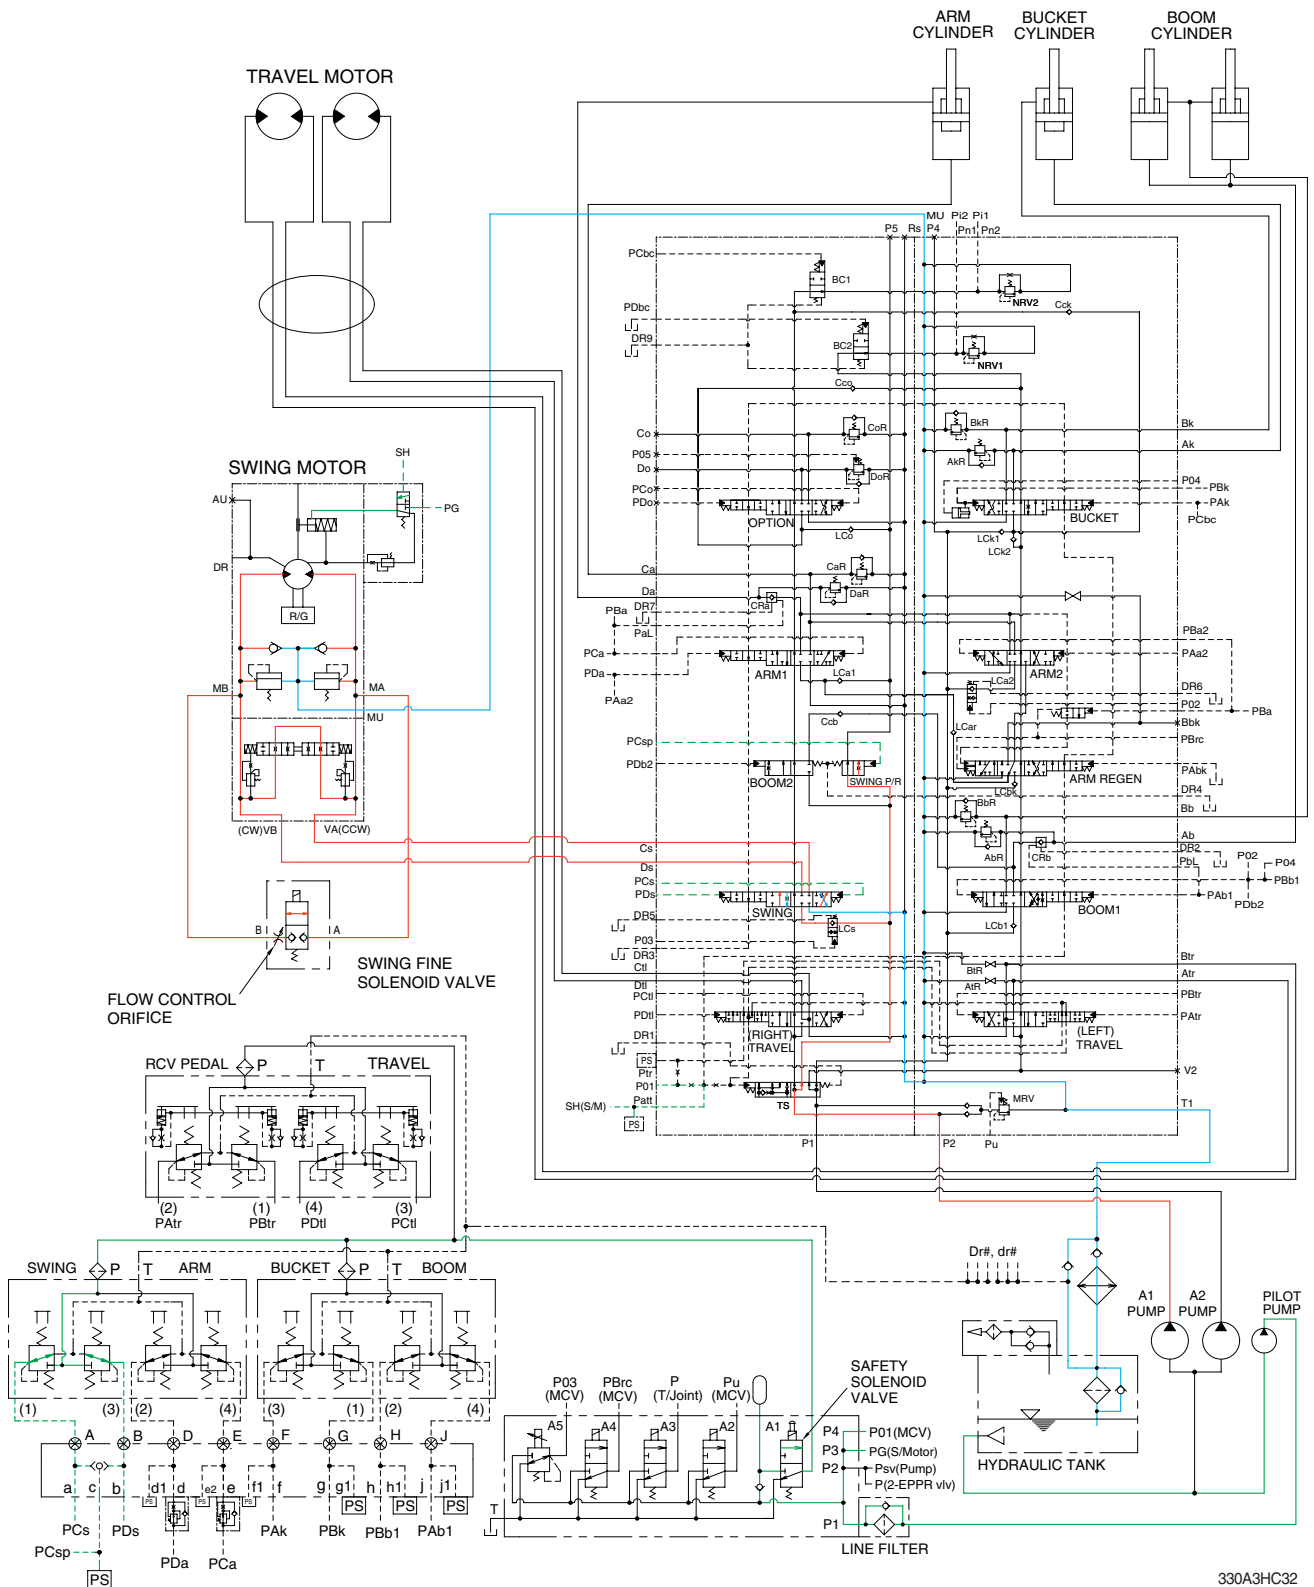 ARM
CYLINDER
BUCKET
CYLINDER
BOOM
CYLINDER
TRAVEL MOTOR
MU
Pi2
Pi1
P5
Rs
P4
Pn1
Pn2
PCbc
BC1
NRV2
PDbc
Cck
DR9
BC2
NRV1
Cco
CoR
BkR
Bk
Co
P05
Do
DoR
AkR
Ak
PCo
PDo
P04
PBk
PAk
PCbc
OPTION
BUCKET
LCo
LCk1
LCk2
SWING MOTOR
SH
AU
PG
DR
R/G
MB
MA
MU
(CW)VB
VA(CCW)
Ca
CaR
Da
DaR
CRa
PBa
DR7
PaL
PCa
PDa
PAa2
ARM1
LCa1
PBa2
PAa2
ARM2
LCa2
DR6
P02
PBa
LCar
Bbk
PBrc
Ccb
PCsp
PDb2
BOOM2
SWING P/R
ARM REGEN
PAbk
LCbk
DR4
Bb
BbR
AbR
CRb
Ab
DR2
PbL
P02
P04
PBb1
PAb1
PDb2
Cs
Ds
PCs
PDs
SWING
BOOM1
DR5
LCs
LCb1
P03
DR3
Ctl
Btr
BtR
Dtl
Atr
AtR
PCtl
PBtr
PDtl
PAtr
(RIGHT)
TRAVEL
(LEFT)
TRAVEL
DR1
PS
Ptr
P01
Patt
V2
SH(S/M)
TS
MRV
T1
PS
P1
P2
Pu
B
A
SWING FINE
SOLENOID VALVE
FLOW CONTROL
ORIFICE
RCV PEDAL
P
T
TRAVEL
(2)
PAtr
(1)
PBtr
(4)
PDtl
(3)
PCtl
SWING
P
T
ARM
BUCKET
P
T
BOOM
(1)
(3)
(2)
(4)
(3)
(1)
(2)
(4)
A
B
D
E
F
G
H
J
a
c
b
d1
d
e2
e
f1
f
g
g1
h
h1
j
j1
PS
PS
PS
PS
PS
PS
PCs
PDs
PAk
PBk
PBb1
PAb1
PCsp
PDa
PCa
PS
Dr#, dr#
A1
PUMP
A2
PUMP
PILOT
PUMP
HYDRAULIC TANK
P03
(MCV)
PBrc
(MCV)
P
(T/Joint)
Pu
(MCV)
SAFETY
SOLENOID
VALVE
A5
A4
A3
A2
A1
P4
P01(MCV)
P3
PG(S/Motor)
P2
Psv(Pump)
P(2-EPPR vlv)
T
P1
LINE FILTER
330A3HC32